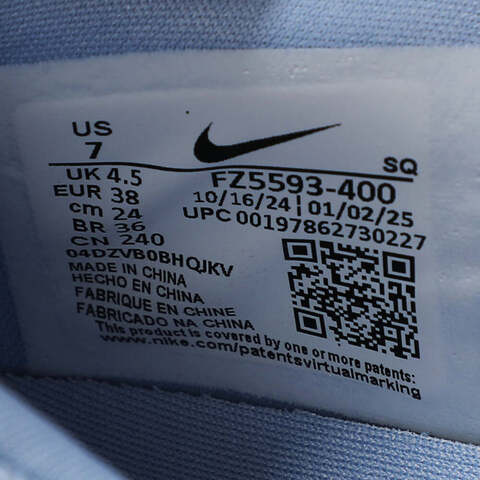 US
7
SQ
UK 4.5
EUR 38
cm 24
BR 36
CN 240
FZ5593-400
10/16/24 | 01/02/25
UPC 00197862730227
04DZVB0BHQJKV
MADE IN CHINA
HECHO EN CHINA
FABRIQUE EN CHINE
FABRICADO NA CHINA
This product is covered by one or more patents:
www.nike.com/patentsvirtualmarking